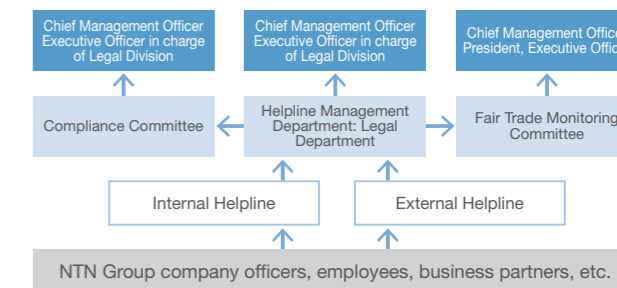 Chief Management Officer
Executive Officer in charge
of Legal Division
Chief Management Officer
Executive Officer in charge
of Legal Division
Chief Management
President, Executive
Compliance Committee
Helpline Management
Department: Legal
Department
Fair Trade Monitoring
Committee
Internal Helpline
External Helpline
NTN Group company officers, employees, business partners, etc.